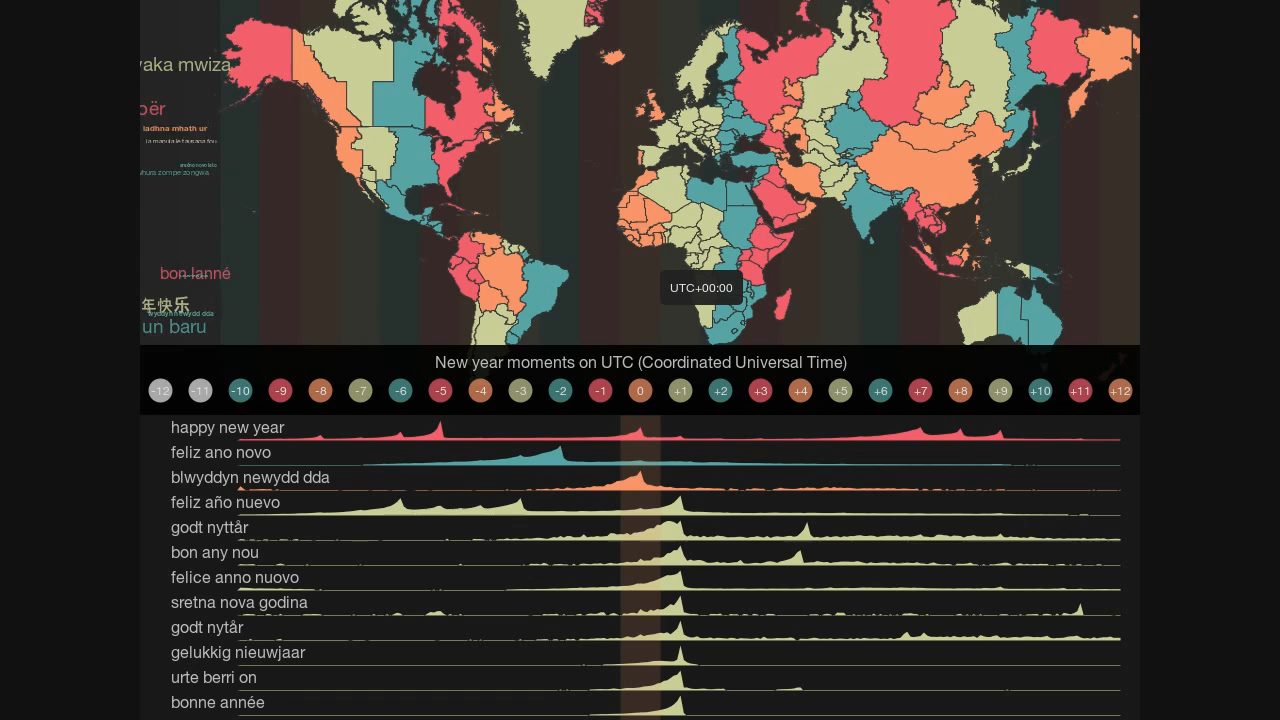 yaka mwiza
oër
iadhna mhath ur
bon lanné
UTC+00:00
年快乐
un baru
New year moments on UTC (Coordinated Universal Time)
-12 -11 -10 -9 -8 -7 -6 -5 -4 -3 -2 -1 0 +1 +2 +3 +4 +5 +6 +7 +8 +9 +10 +11 +12
happy new year
feliz ano novo
blwyddyn newydd dda
feliz año nuevo
godt nyttår
bon any nou
felice anno nuovo
sretna nova godina
godt nytår
gelukkig nieuwjaar
urte berri on
bonne année